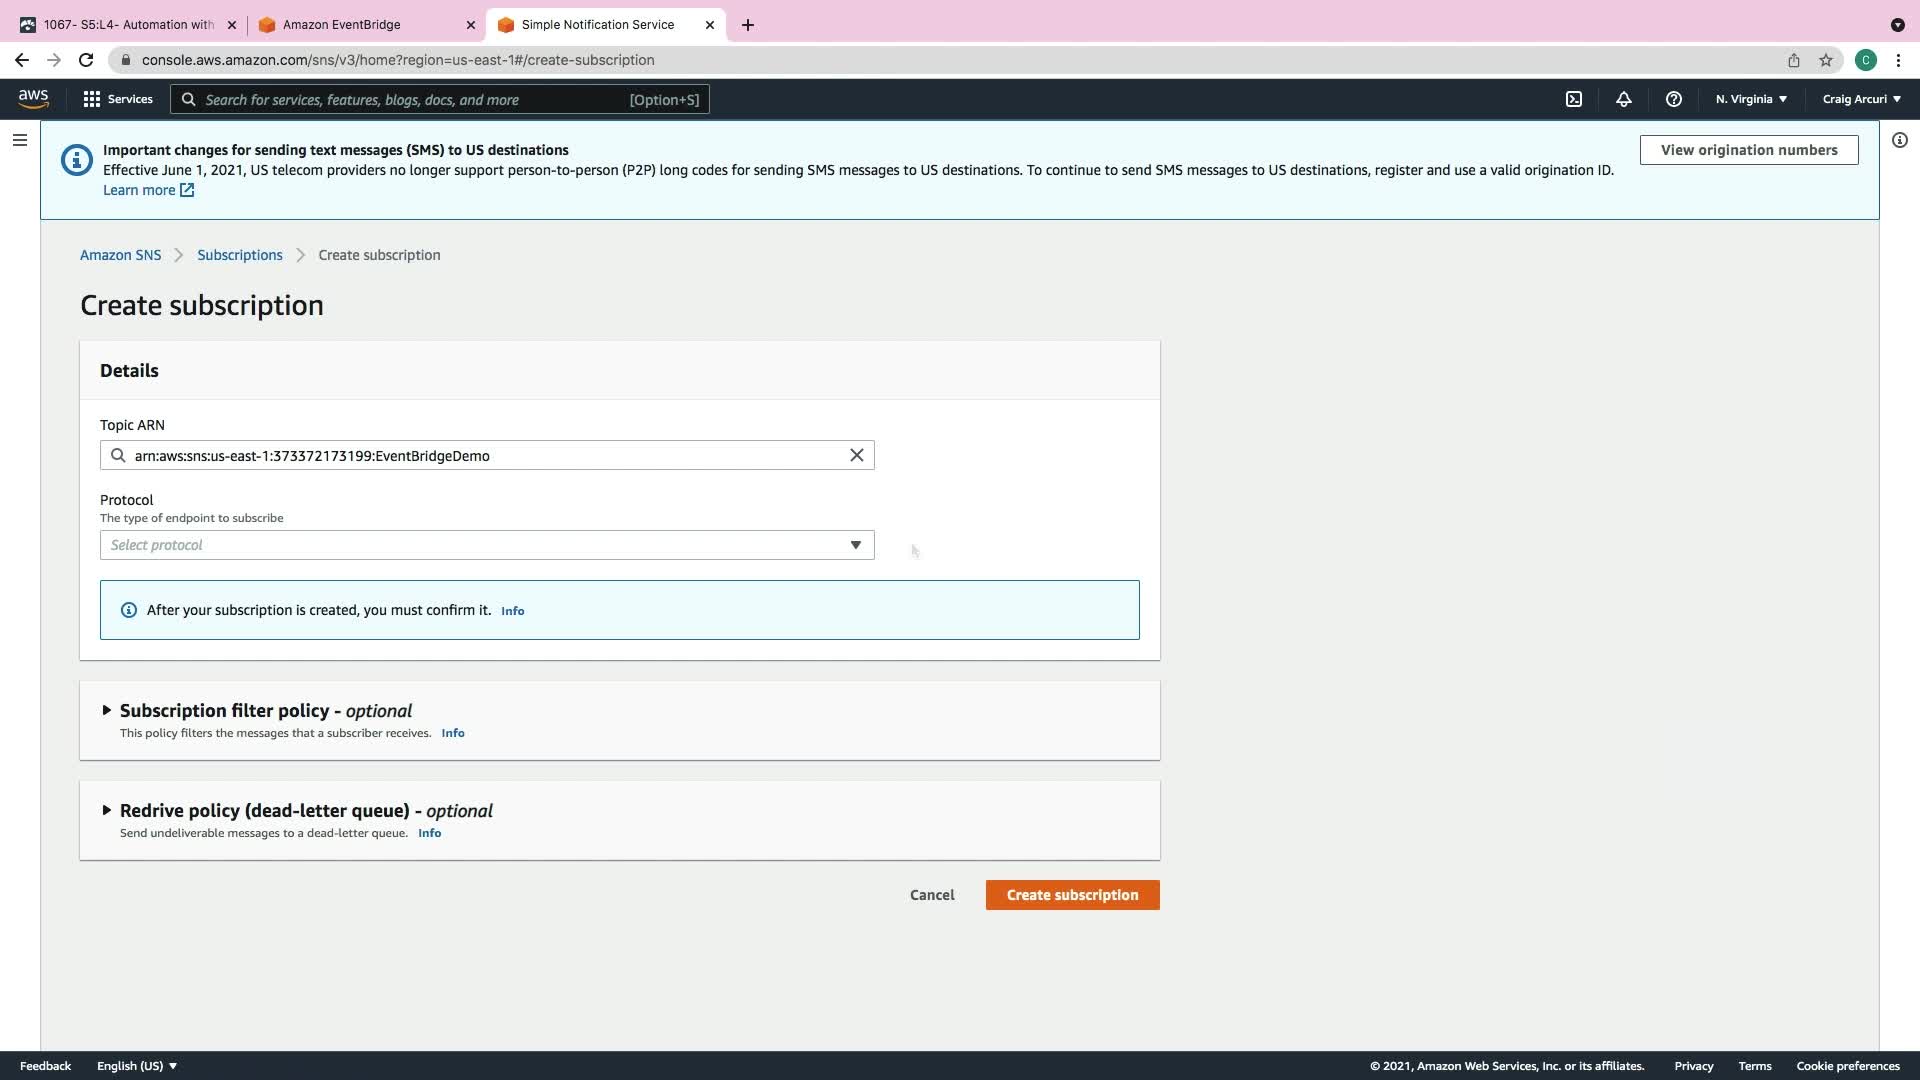 1067- S5:L4- Automation with
Amazon EventBridge
Simple Notification Service
console.aws.amazon.com/sns/v3/home?region=us-east-1#/create-subscription
C
aws
Services
Search for services, features, blogs, docs, and more
[Option+S]
N. Virginia
Craig Arcuri
Important changes for sending text messages (SMS) to US destinations
Effective June 1, 2021, US telecom providers no longer support person-to-person (P2P) long codes for sending SMS messages to US destinations. To continue to send SMS messages to US destinations, register and use a valid origination ID.
Learn more
View origination numbers
Amazon SNS
Subscriptions
Create subscription
Create subscription
Details
Topic ARN
arn:aws:sns:us-east-1:373372173199:EventBridgeDemo
Protocol
The type of endpoint to subscribe
Select protocol
After your subscription is created, you must confirm it. Info
Subscription filter policy - optional
This policy filters the messages that a subscriber receives. Info
Redrive policy (dead-letter queue) - optional
Send undeliverable messages to a dead-letter queue. Info
Cancel
Create subscription
Feedback
English (US)
© 2021, Amazon Web Services, Inc. or its affiliates.
Privacy
Terms
Cookie preferences